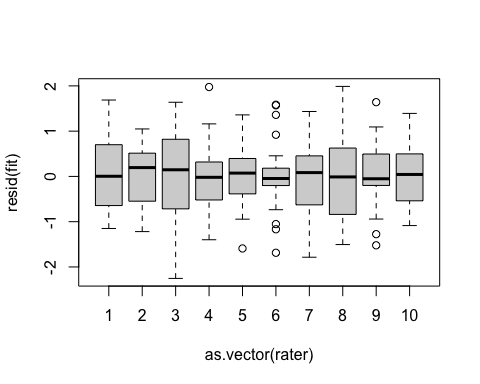 resid(fit)
2
1
0
-1
-2
1 2 3 4 5 6 7 8 9 10
as.vector(rater)